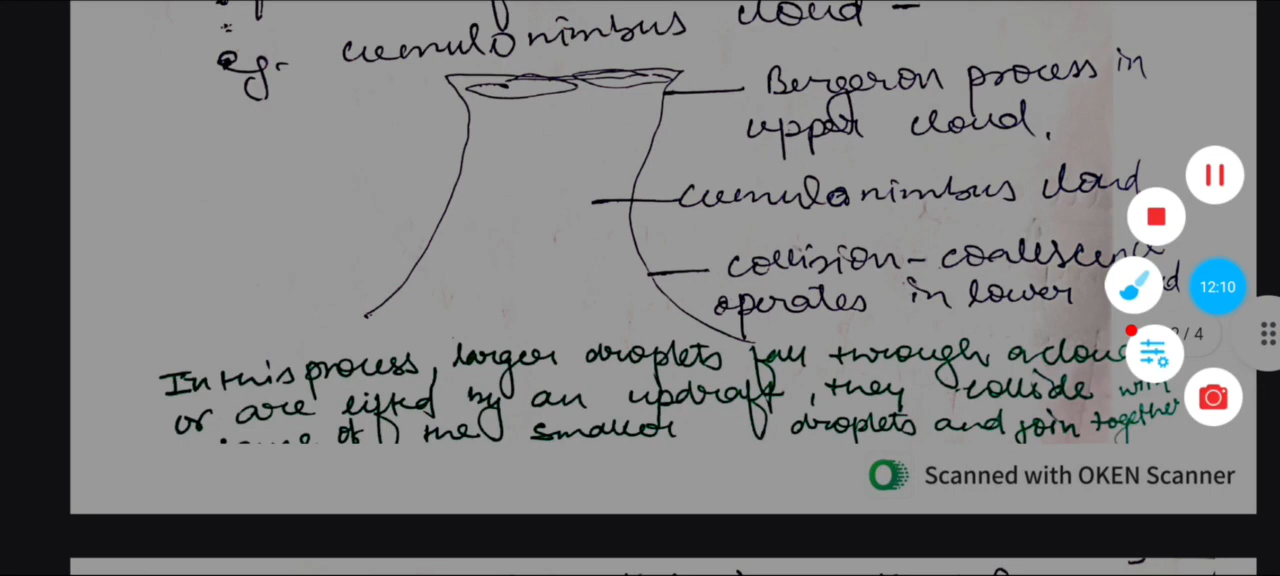 cloud -
eg. cumulonimbus
Bergeron process in
upper cloud.
cumulonimbus cloud
collision - coalescence
operates in lower
12:10
/ 4
In this process, larger droplets fall through a cloud
or are lifted by an updraft, they collide with
of the smaller droplets and join together
Scanned with OKEN Scanner